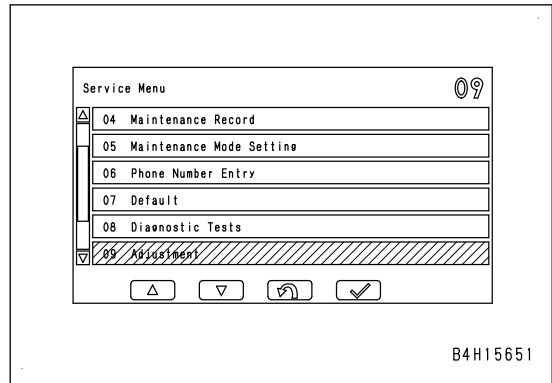 Service Menu 09
04 Maintenance Record
05 Maintenance Mode Setting
06 Phone Number Entry
07 Default
08 Diagnostic Tests
09 Adjustment
B4H15651